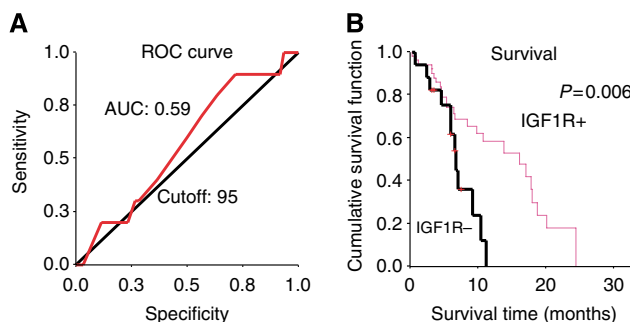 A
ROC curve
1.0
0.8
0.5
0.3
0.0
Sensitivity
AUC: 0.59
Cutoff: 95
0.0 0.3 0.5 0.8 1.0
Specificity
B
Survival
1.0
0.8
0.6
0.4
0.2
0.0
Cumulative survival function
P=0.006
IGF1R+
IGF1R–
0 10 20 30
Survival time (months)